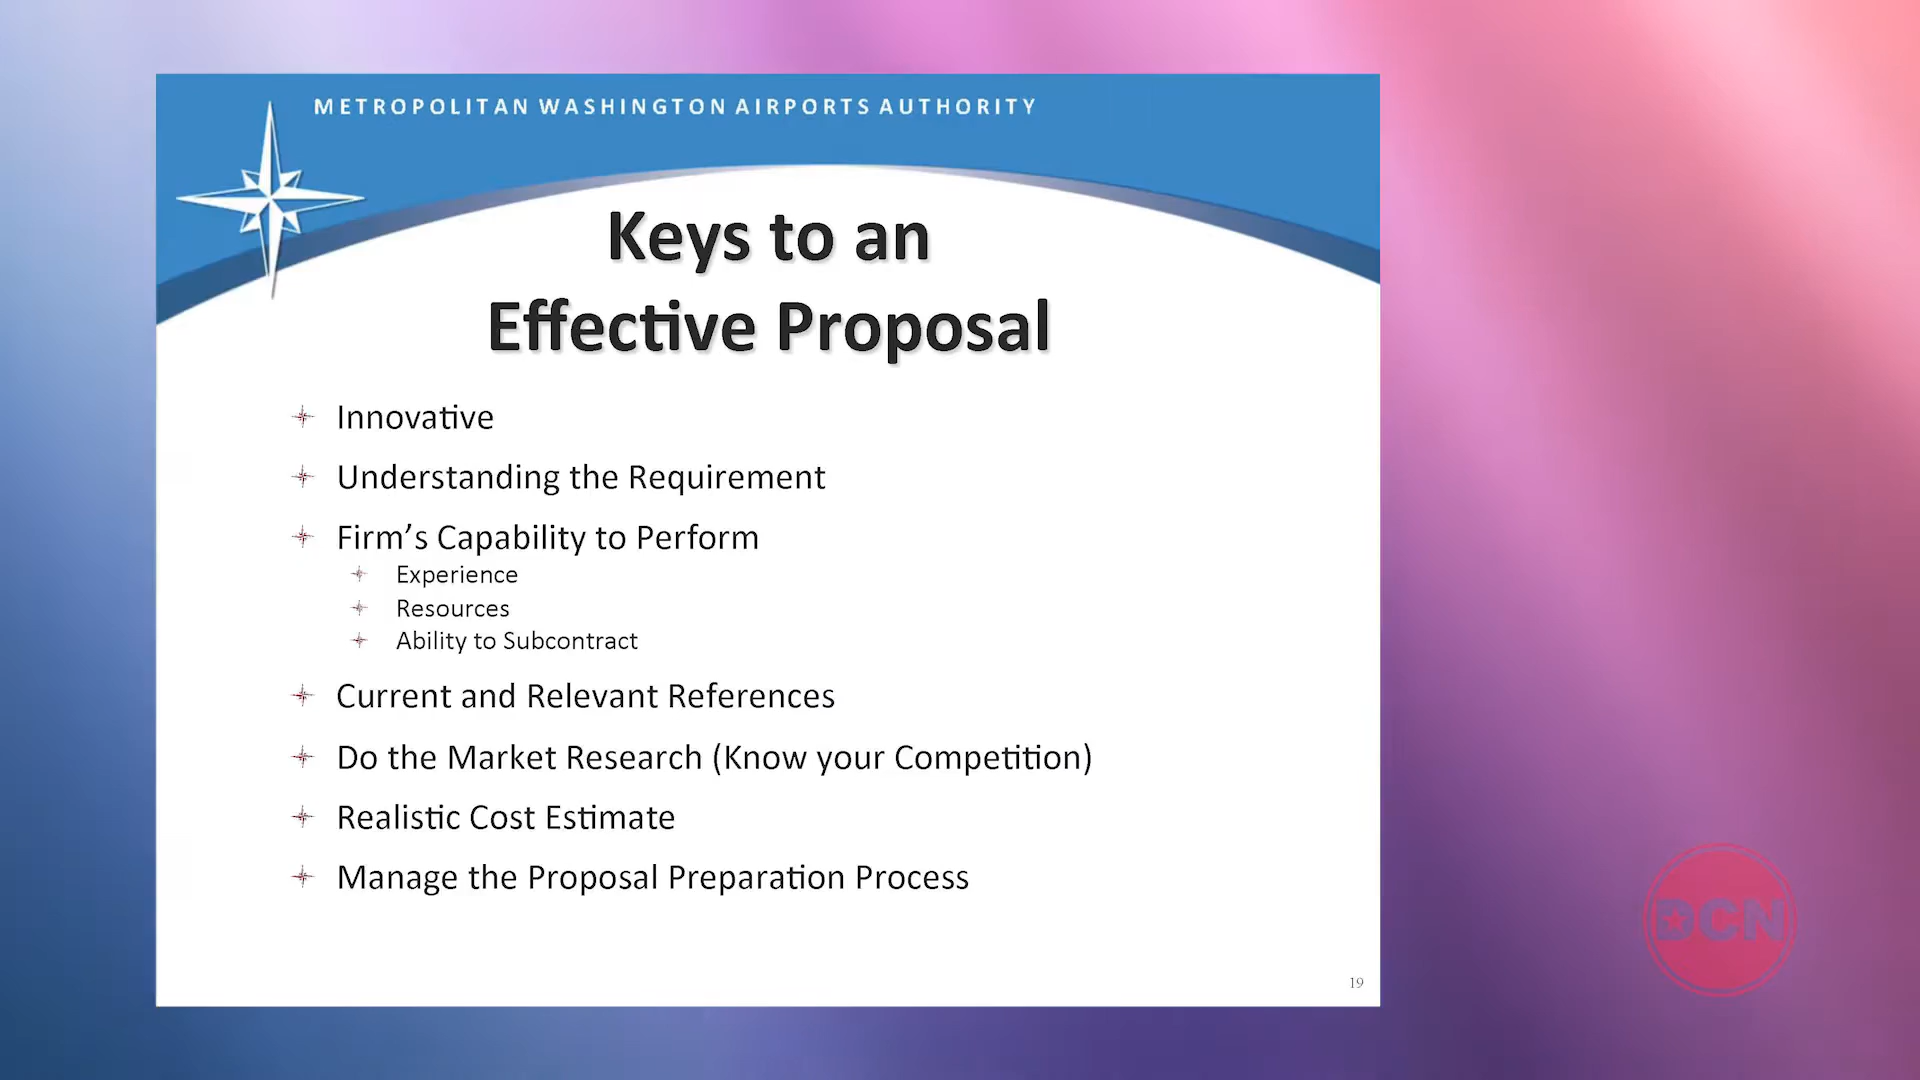 METROPOLITAN WASHINGTON AIRPORTS AUTHORITY
Keys to an
Effective Proposal
Innovative
Understanding the Requirement
Firm’s Capability to Perform
Experience
Resources
Ability to Subcontract
Current and Relevant References
Do the Market Research (Know your Competition)
Realistic Cost Estimate
Manage the Proposal Preparation Process
19
DCN